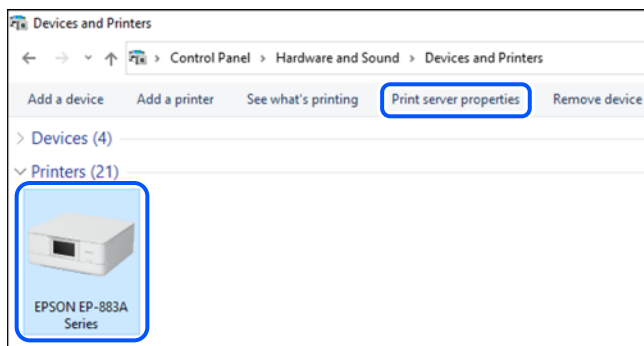 Devices and Printers
Control Panel > Hardware and Sound > Devices and Printers
Add a device Add a printer See what's printing Print server properties Remove device
Devices (4)
Printers (21)
EPSON EP-883A
Series